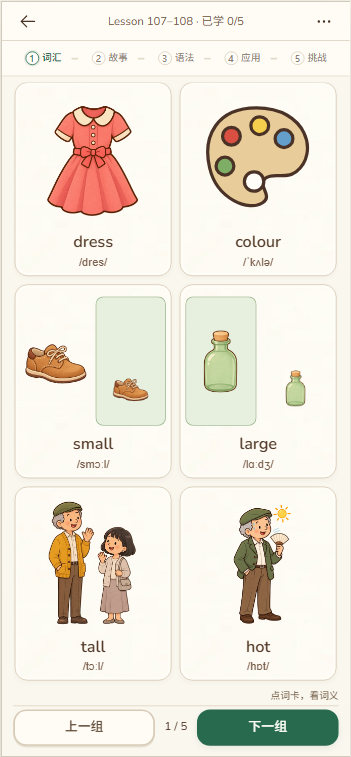 Lesson 107–108 · 已学 0/5
1 词汇 – 2 故事 – 3 语法 – 4 应用 – 5 挑战
dress
/dres/
colour
/ˈkʌlə/
small
/smɔːl/
large
/lɑːdʒ/
tall
/tɔːl/
hot
/hɒt/
点词卡，看词义
上一组
1 / 5
下一组